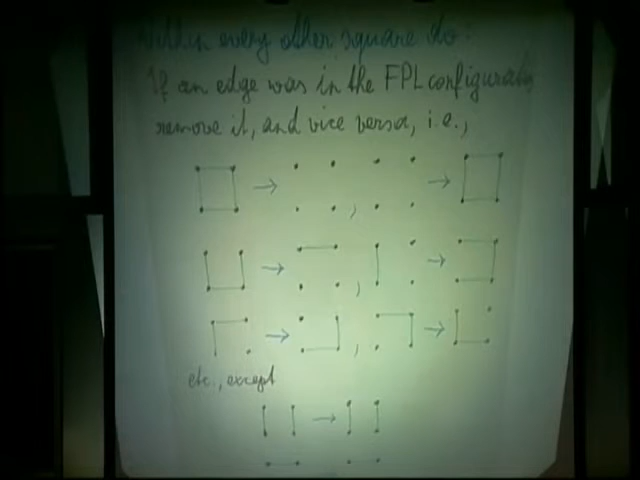 Within every other square do:
If an edge was in the FPL configuration
remove it, and vice versa, i.e.,
→ , →
→ , →
→ , →
etc., except
→